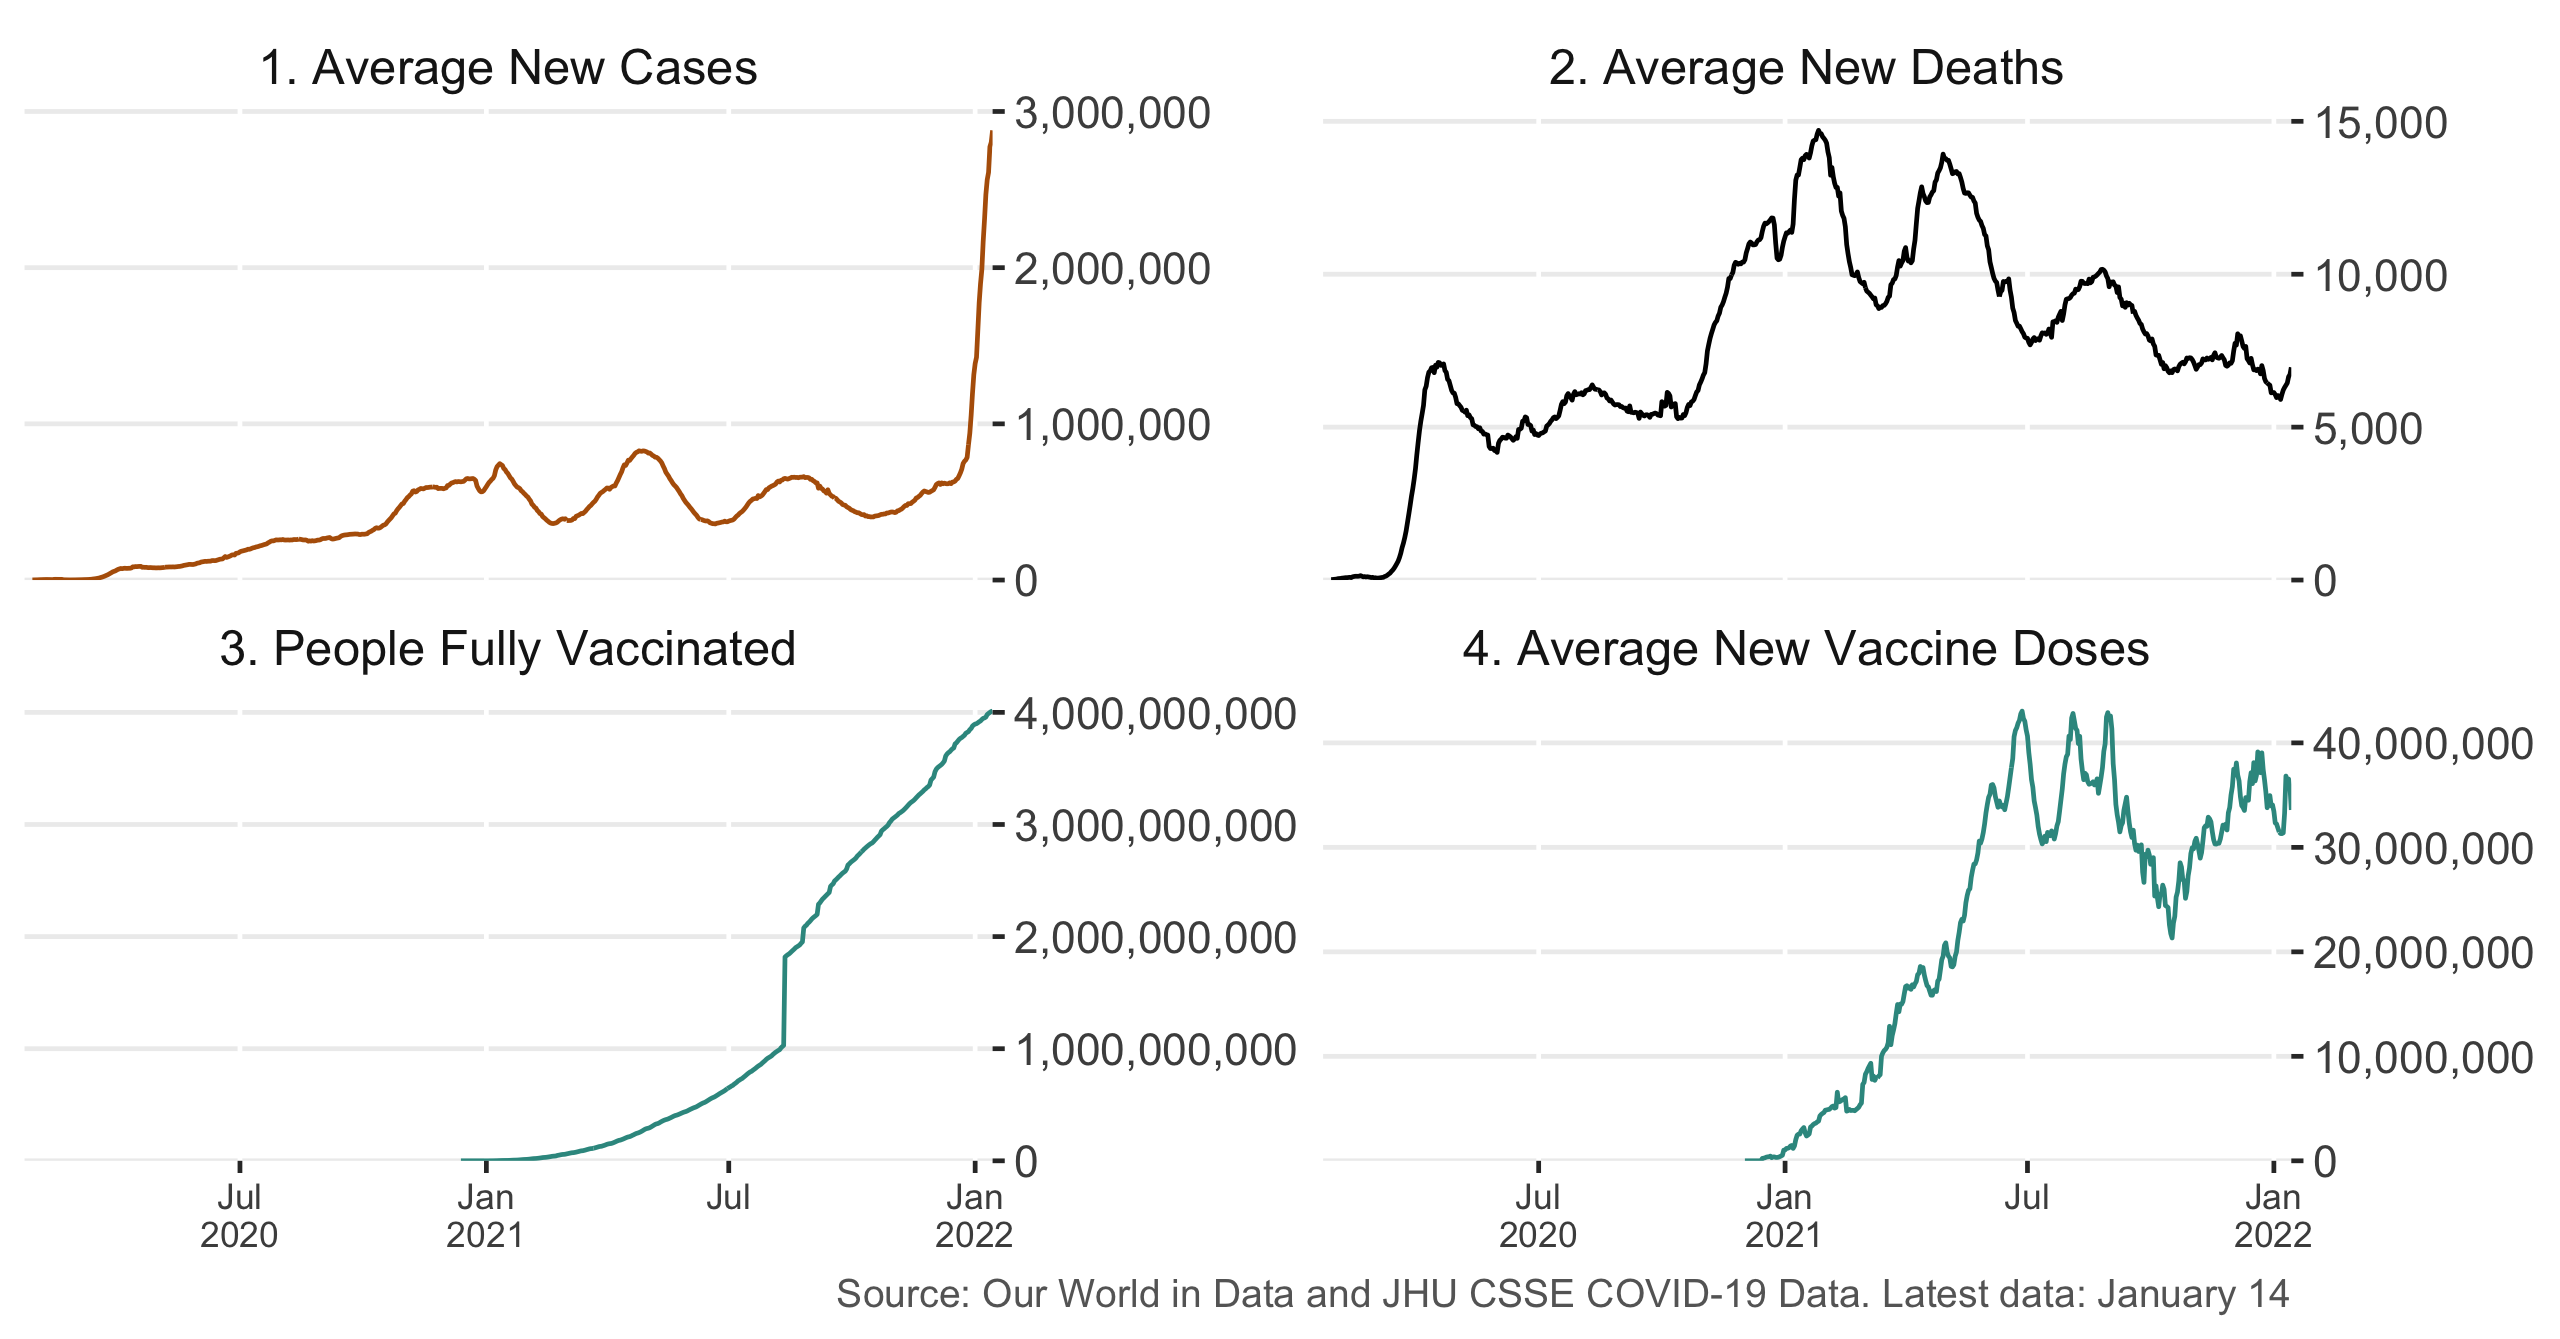 1. Average New Cases
3,000,000
2,000,000
1,000,000
0
2. Average New Deaths
15,000
10,000
5,000
0
3. People Fully Vaccinated
4,000,000,000
3,000,000,000
2,000,000,000
1,000,000,000
0
Jul
2020
Jan
2021
Jul
Jan
2022
4. Average New Vaccine Doses
40,000,000
30,000,000
20,000,000
10,000,000
0
Jul
2020
Jan
2021
Jul
Jan
2022
Source: Our World in Data and JHU CSSE COVID-19 Data. Latest data: January 14